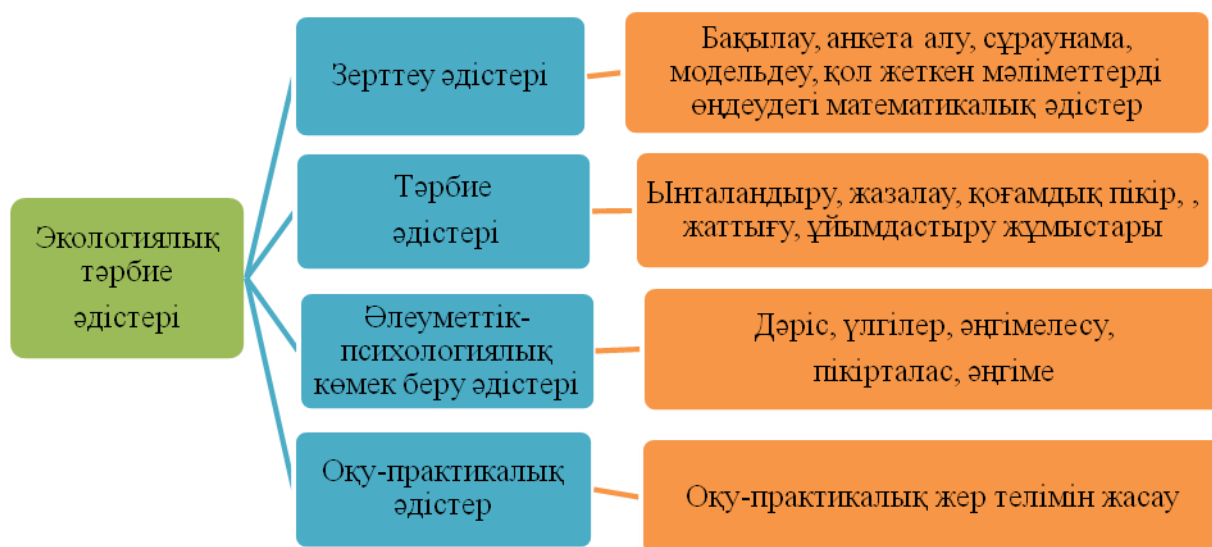 Экологиялық
тәрбие
әдістері
Зерттеу әдістері
Бақылау, анкета алу, сұраунама,
модельдеу, қол жеткен мәліметтерді
өңдеудегі математикалық әдістер
Тәрбие
әдістері
Ынталандыру, жазалау, қоғамдық пікір, ,
жаттығу, ұйымдастыру жұмыстары
Әлеуметтік-
психологиялық
көмек беру әдістері
Дәріс, үлгілер, әңгімелесу,
пікірталас, әңгіме
Оқу-практикалық
әдістер
Оқу-практикалық жер телімін жасау